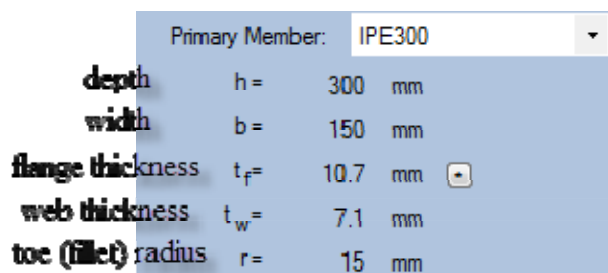 Primary Member: IPE300
depth h = 300 mm
width b = 150 mm
flange thickness tf= 10.7 mm
web thickness tw= 7.1 mm
toe (fillet) radius r = 15 mm